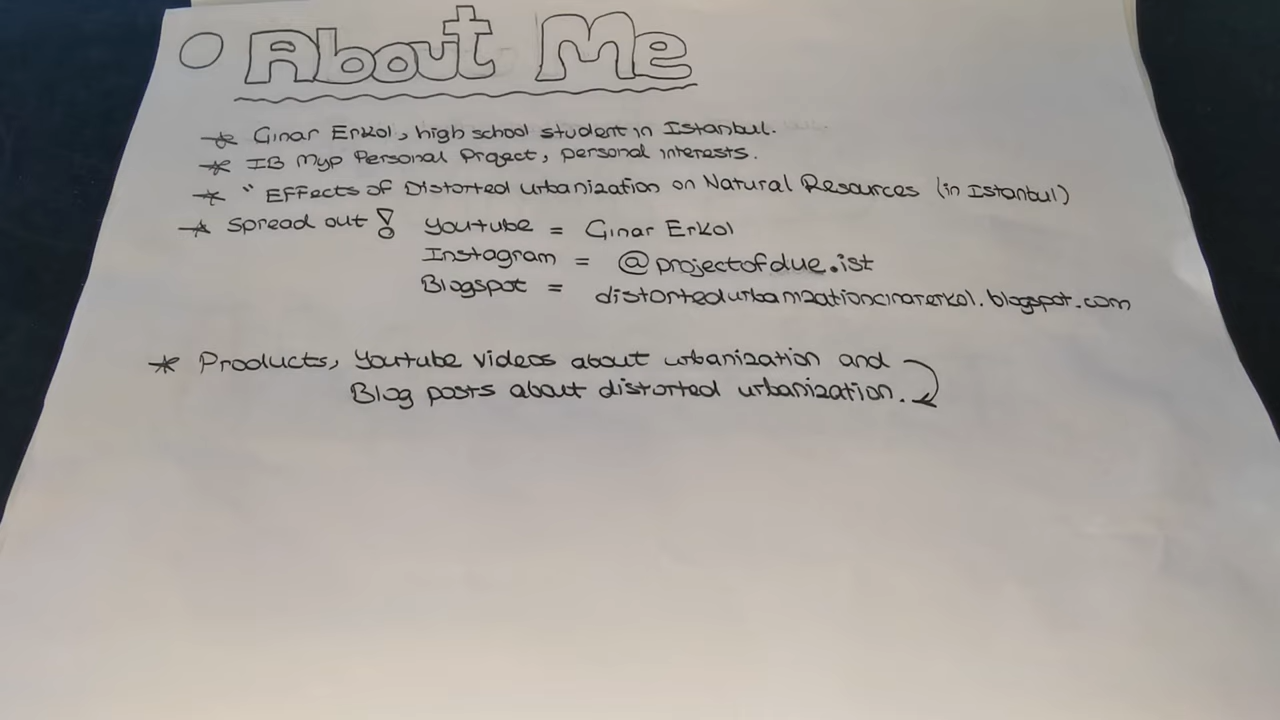 About Me
* Cınar Erkol, high school student in Istanbul.
* IB Myp Personal Project, personal interests.
* " Effects of Distorted urbanization on Natural Resources (in Istanbul)
* Spread out ! Youtube = Cınar Erkol
Instagram = @projectofdue.ist
Blogspot = distortedurbanizationcinarerkol.blogspot.com
* Products, Youtube videos about urbanization and
Blog posts about distorted urbanization.